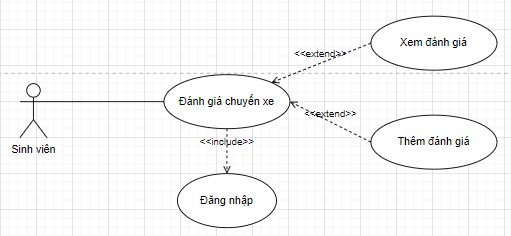 Xem đánh giá
<<extend>>
Đánh giá chuyến xe
<<extend>>
Sinh viên
Thêm đánh giá
<<include>>
Đăng nhập